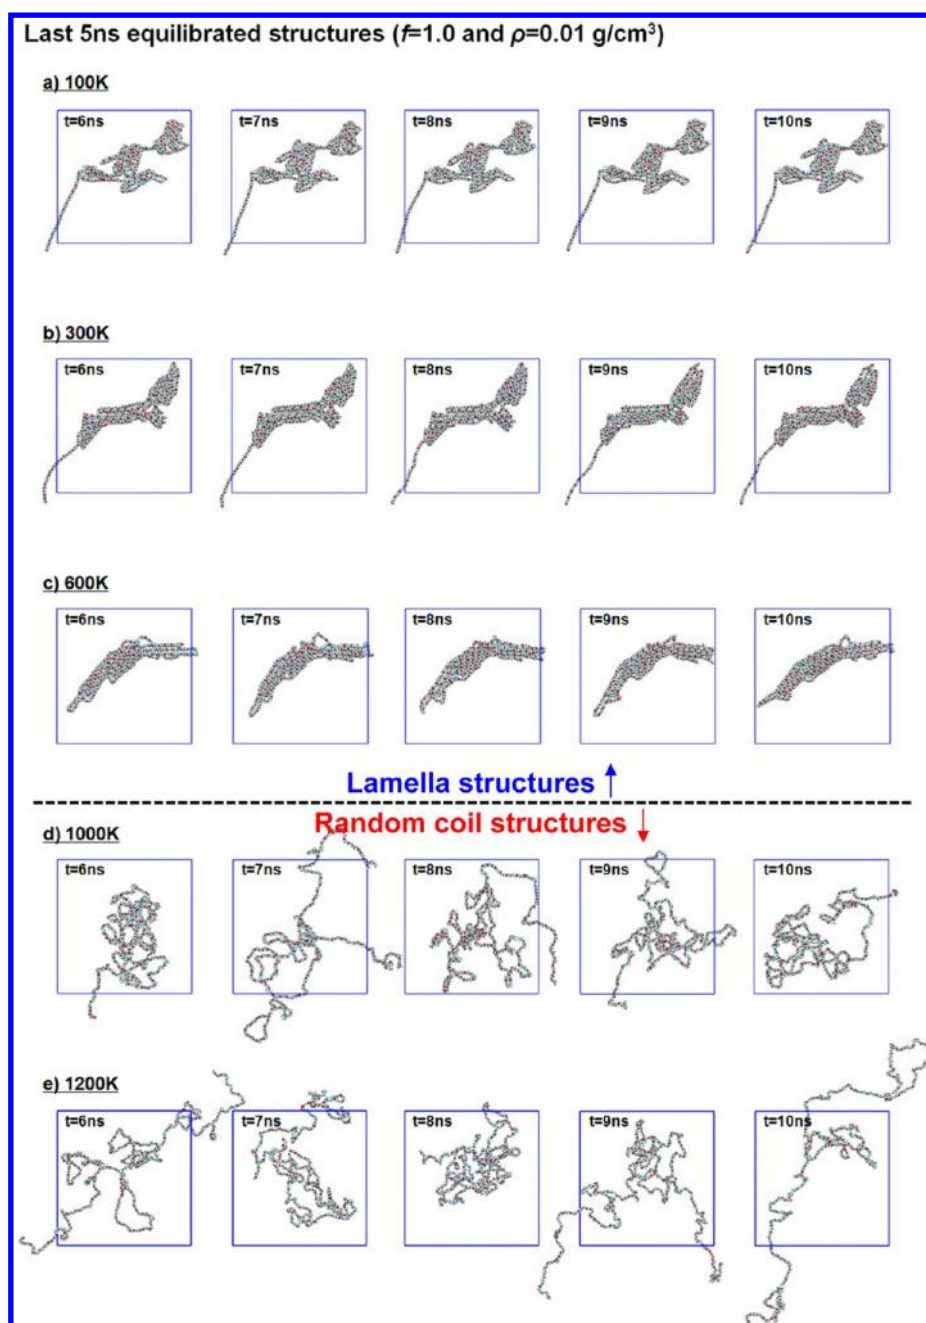 Last 5ns equilibrated structures (f=1.0 and ρ=0.01 g/cm³)
a) 100K
t=6ns t=7ns t=8ns t=9ns t=10ns
b) 300K
t=6ns t=7ns t=8ns t=9ns t=10ns
c) 600K
t=6ns t=7ns t=8ns t=9ns t=10ns
Lamella structures ↑
Random coil structures ↓
d) 1000K
t=6ns t=7ns t=8ns t=9ns t=10ns
e) 1200K
t=6ns t=7ns t=8ns t=9ns t=10ns